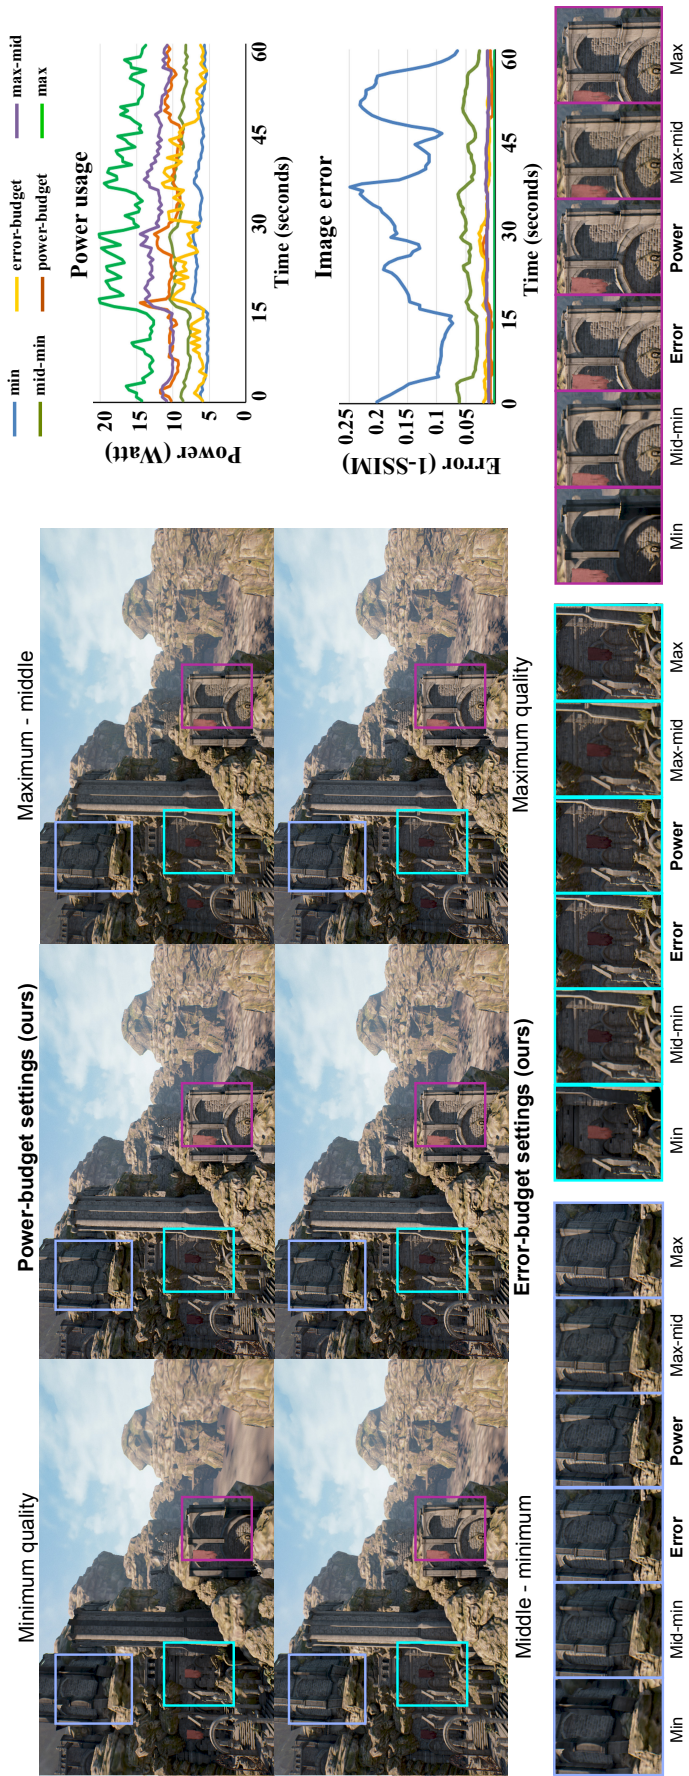 Minimum quality
Power-budget settings (ours)
Maximum - middle
Middle - minimum
Error-budget settings (ours)
Maximum quality
min
error-budget
max-mid
mid-min
power-budget
max
Power usage
Power (Watt)
20
15
10
5
0
0
15
30
45
60
Time (seconds)
Image error
Error (1-SSIM)
0.25
0.2
0.15
0.1
0.05
0
15
30
45
60
Time (seconds)
Min
Mid-min
Error
Power
Max-mid
Max
Min
Mid-min
Error
Power
Max-mid
Max
Min
Mid-min
Error
Power
Max-mid
Max